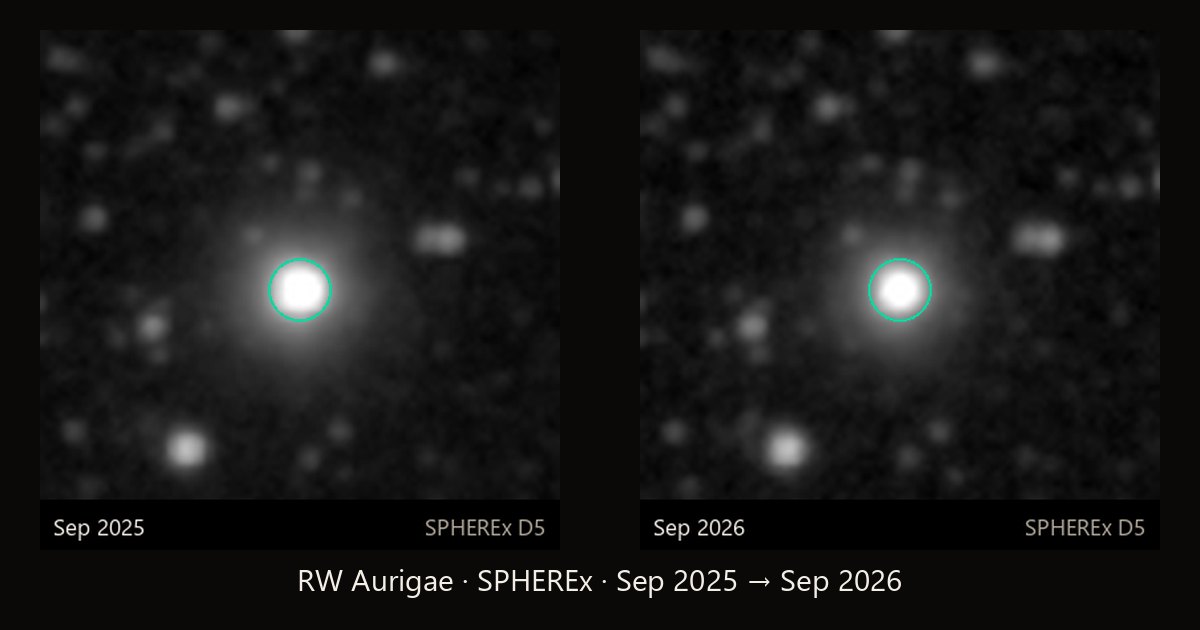 Sep 2025
SPHEREx D5
Sep 2026
SPHEREx D5
RW Aurigae · SPHEREx · Sep 2025 → Sep 2026